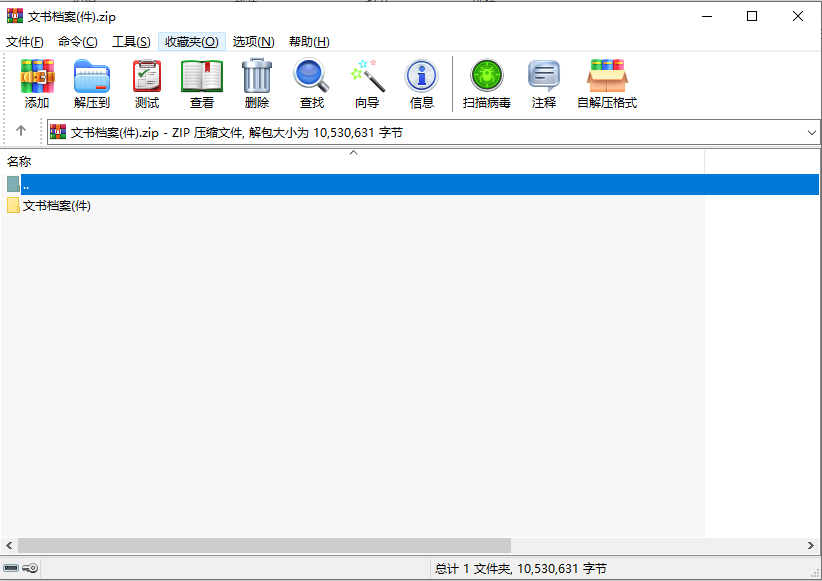 文书档案(件).zip
文件(F) 命令(C) 工具(S) 收藏夹(O) 选项(N) 帮助(H)
添加 解压到 测试 查看 删除 查找 向导 信息 扫描病毒 注释 自解压格式
文书档案(件).zip - ZIP 压缩文件, 解包大小为 10,530,631 字节
名称
..
文书档案(件)
总计 1 文件夹, 10,530,631 字节